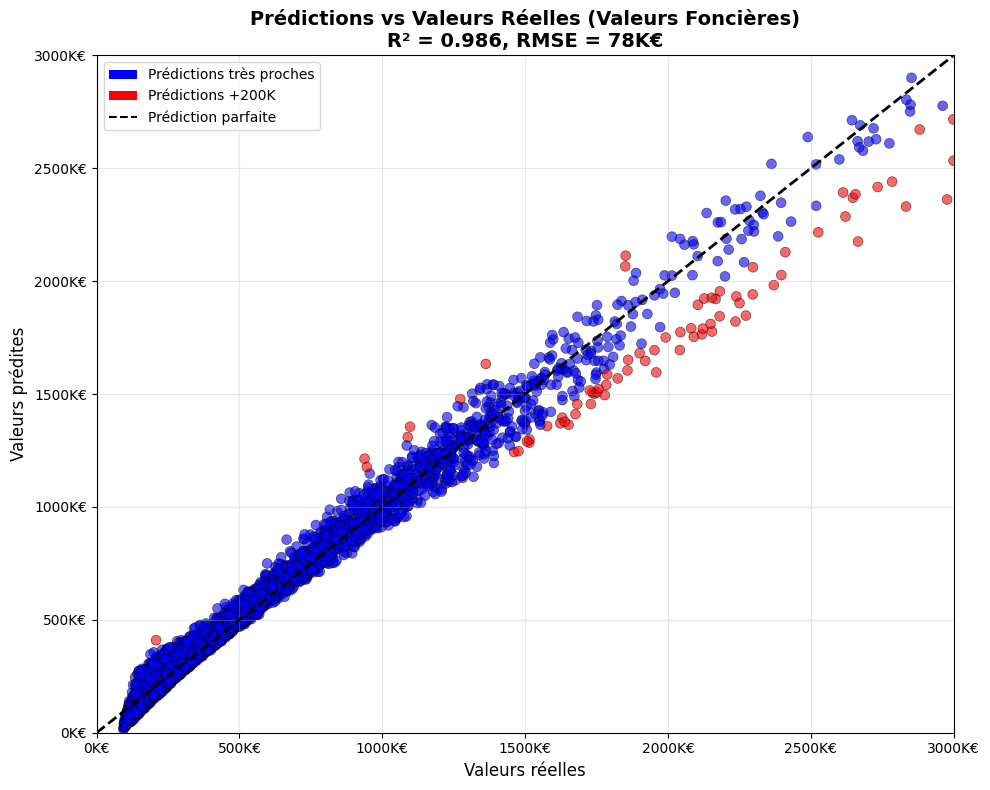 Prédictions vs Valeurs Réelles (Valeurs Foncières)
R² = 0.986, RMSE = 78K€
Prédictions très proches
Prédictions +200K
Prédiction parfaite
Valeurs prédites
3000K€
2500K€
2000K€
1500K€
1000K€
500K€
0K€
0K€ 500K€ 1000K€ 1500K€ 2000K€ 2500K€ 3000K€
Valeurs réelles